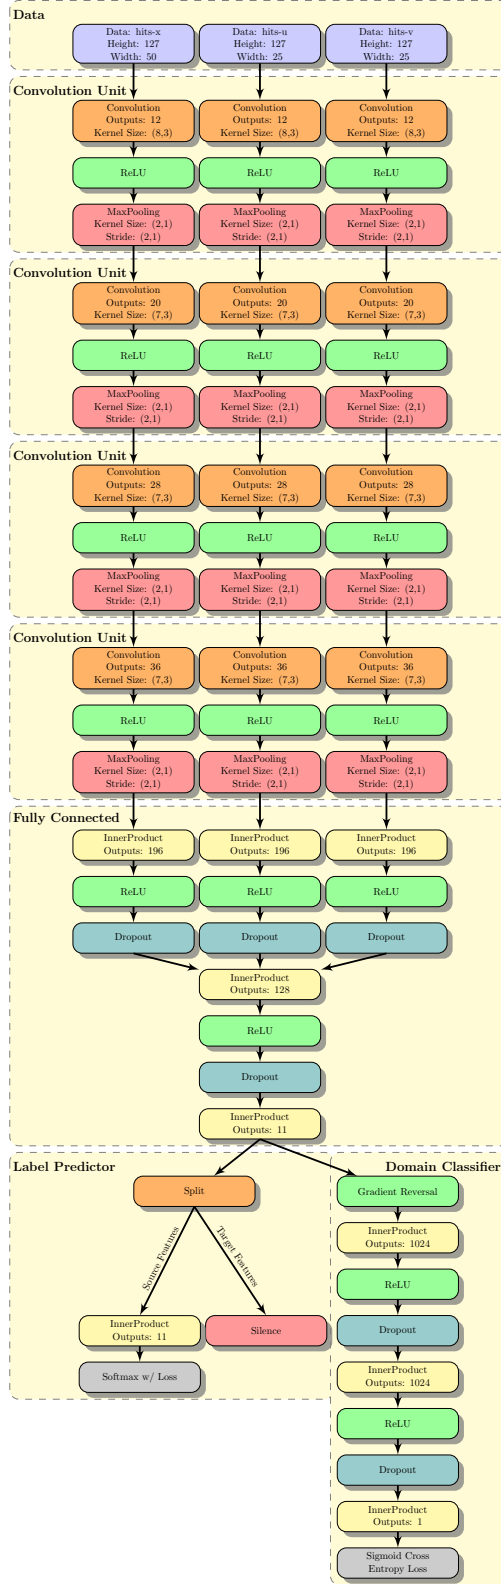 Data
Data: hits-x
Height: 127
Width: 50
Data: hits-u
Height: 127
Width: 25
Data: hits-v
Height: 127
Width: 25
Convolution Unit
Convolution
Outputs: 12
Kernel Size: (8,3)
Convolution
Outputs: 12
Kernel Size: (8,3)
Convolution
Outputs: 12
Kernel Size: (8,3)
ReLU
ReLU
ReLU
MaxPooling
Kernel Size: (2,1)
Stride: (2,1)
MaxPooling
Kernel Size: (2,1)
Stride: (2,1)
MaxPooling
Kernel Size: (2,1)
Stride: (2,1)
Convolution Unit
Convolution
Outputs: 20
Kernel Size: (7,3)
Convolution
Outputs: 20
Kernel Size: (7,3)
Convolution
Outputs: 20
Kernel Size: (7,3)
ReLU
ReLU
ReLU
MaxPooling
Kernel Size: (2,1)
Stride: (2,1)
MaxPooling
Kernel Size: (2,1)
Stride: (2,1)
MaxPooling
Kernel Size: (2,1)
Stride: (2,1)
Convolution Unit
Convolution
Outputs: 28
Kernel Size: (7,3)
Convolution
Outputs: 28
Kernel Size: (7,3)
Convolution
Outputs: 28
Kernel Size: (7,3)
ReLU
ReLU
ReLU
MaxPooling
Kernel Size: (2,1)
Stride: (2,1)
MaxPooling
Kernel Size: (2,1)
Stride: (2,1)
MaxPooling
Kernel Size: (2,1)
Stride: (2,1)
Convolution Unit
Convolution
Outputs: 36
Kernel Size: (7,3)
Convolution
Outputs: 36
Kernel Size: (7,3)
Convolution
Outputs: 36
Kernel Size: (7,3)
ReLU
ReLU
ReLU
MaxPooling
Kernel Size: (2,1)
Stride: (2,1)
MaxPooling
Kernel Size: (2,1)
Stride: (2,1)
MaxPooling
Kernel Size: (2,1)
Stride: (2,1)
Fully Connected
InnerProduct
Outputs: 196
InnerProduct
Outputs: 196
InnerProduct
Outputs: 196
ReLU
ReLU
ReLU
Dropout
Dropout
Dropout
InnerProduct
Outputs: 128
ReLU
Dropout
InnerProduct
Outputs: 11
Label Predictor
Split
Source Features
Target Features
InnerProduct
Outputs: 11
Silence
Softmax w/ Loss
Domain Classifier
Gradient Reversal
InnerProduct
Outputs: 1024
ReLU
Dropout
InnerProduct
Outputs: 1024
ReLU
Dropout
InnerProduct
Outputs: 1
Sigmoid Cross
Entropy Loss